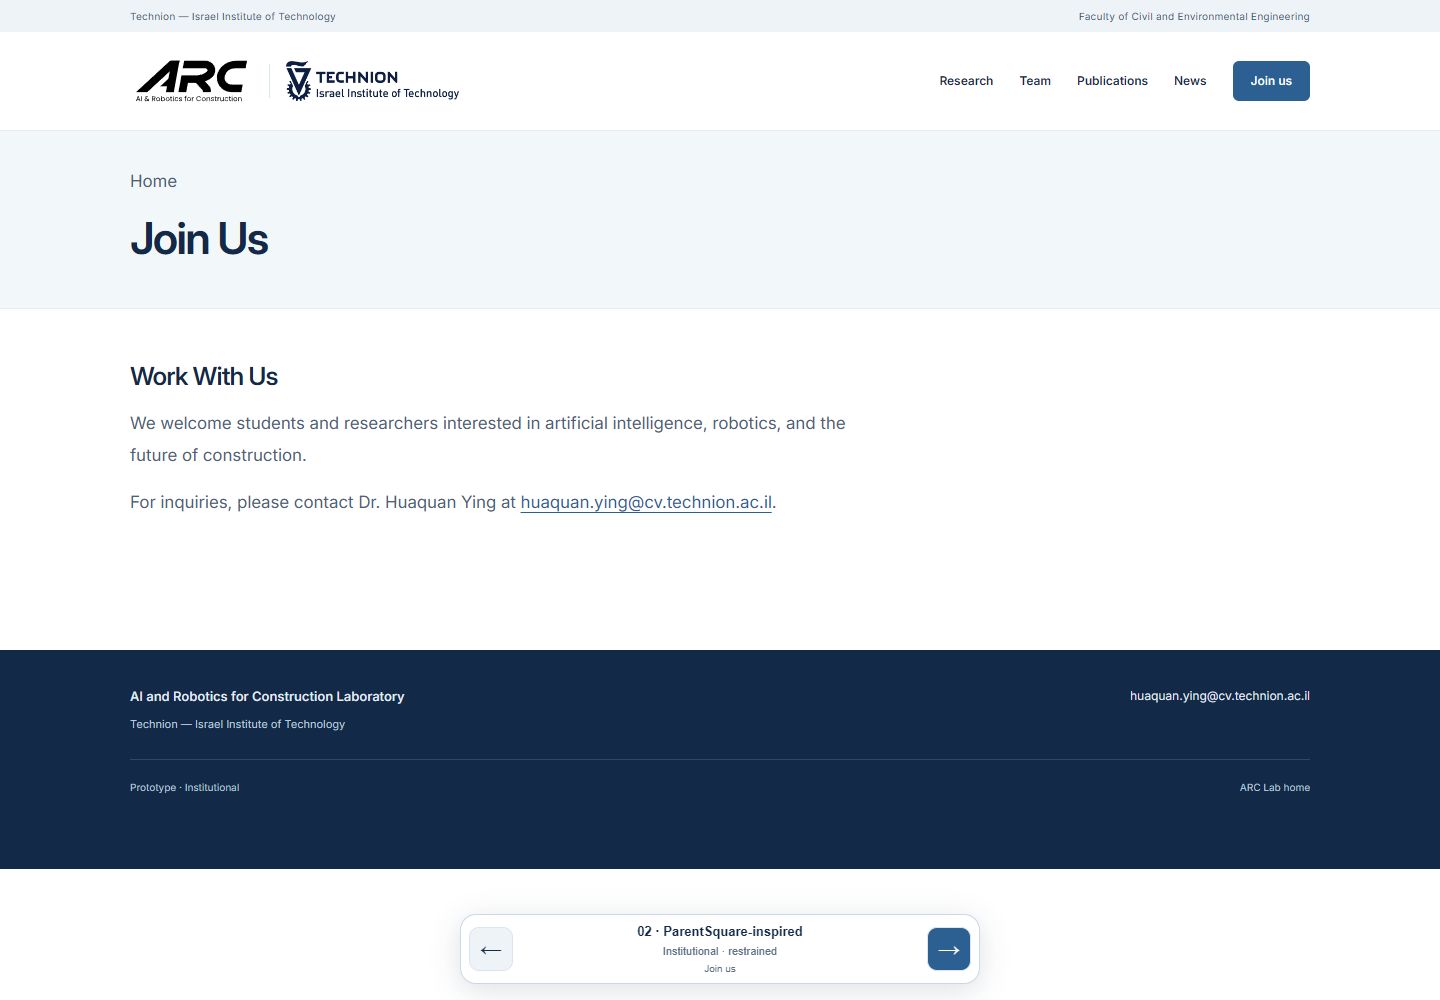 Technion — Israel Institute of Technology
Faculty of Civil and Environmental Engineering
ARC
AI & Robotics for Construction
TECHNION
Israel Institute of Technology
Research
Team
Publications
News
Join us
Home
Join Us
Work With Us
We welcome students and researchers interested in artificial intelligence, robotics, and the
future of construction.
For inquiries, please contact Dr. Huaquan Ying at huaquan.ying@cv.technion.ac.il.
AI and Robotics for Construction Laboratory
huaquan.ying@cv.technion.ac.il
Technion — Israel Institute of Technology
Prototype · Institutional
ARC Lab home
02 · ParentSquare-inspired
Institutional · restrained
Join us